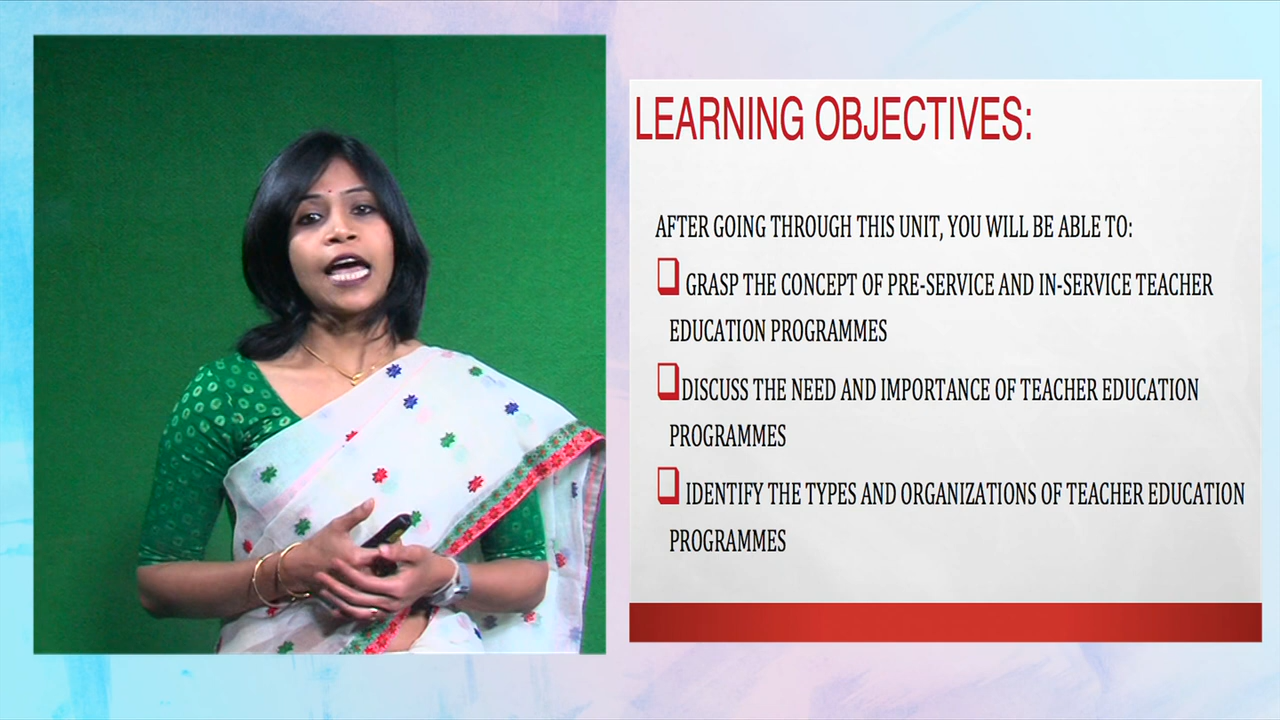 LEARNING OBJECTIVES:
AFTER GOING THROUGH THIS UNIT, YOU WILL BE ABLE TO:
GRASP THE CONCEPT OF PRE-SERVICE AND IN-SERVICE TEACHER
EDUCATION PROGRAMMES
DISCUSS THE NEED AND IMPORTANCE OF TEACHER EDUCATION
PROGRAMMES
IDENTIFY THE TYPES AND ORGANIZATIONS OF TEACHER EDUCATION
PROGRAMMES